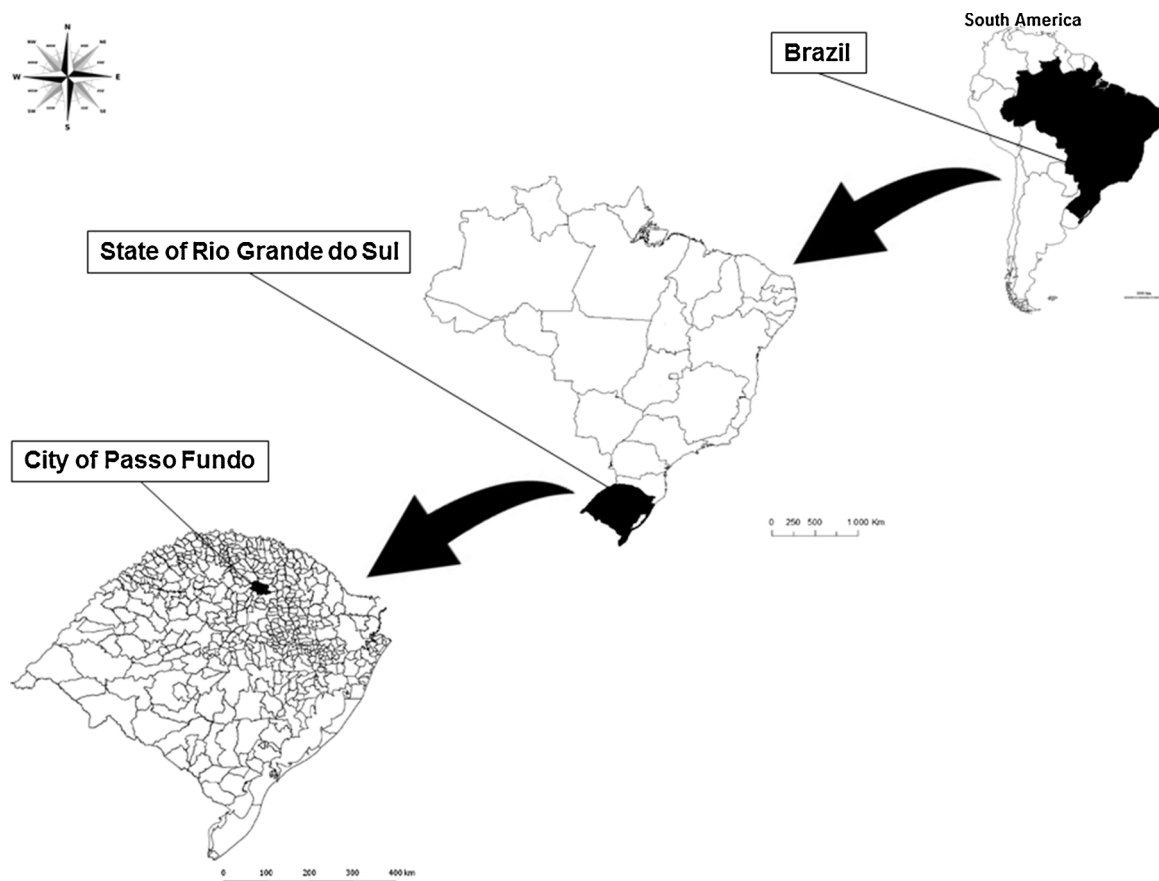 South America
Brazil
N
W
E
S
State of Rio Grande do Sul
City of Passo Fundo
0 250 500 1.000 Km
0 100 200 300 400 km